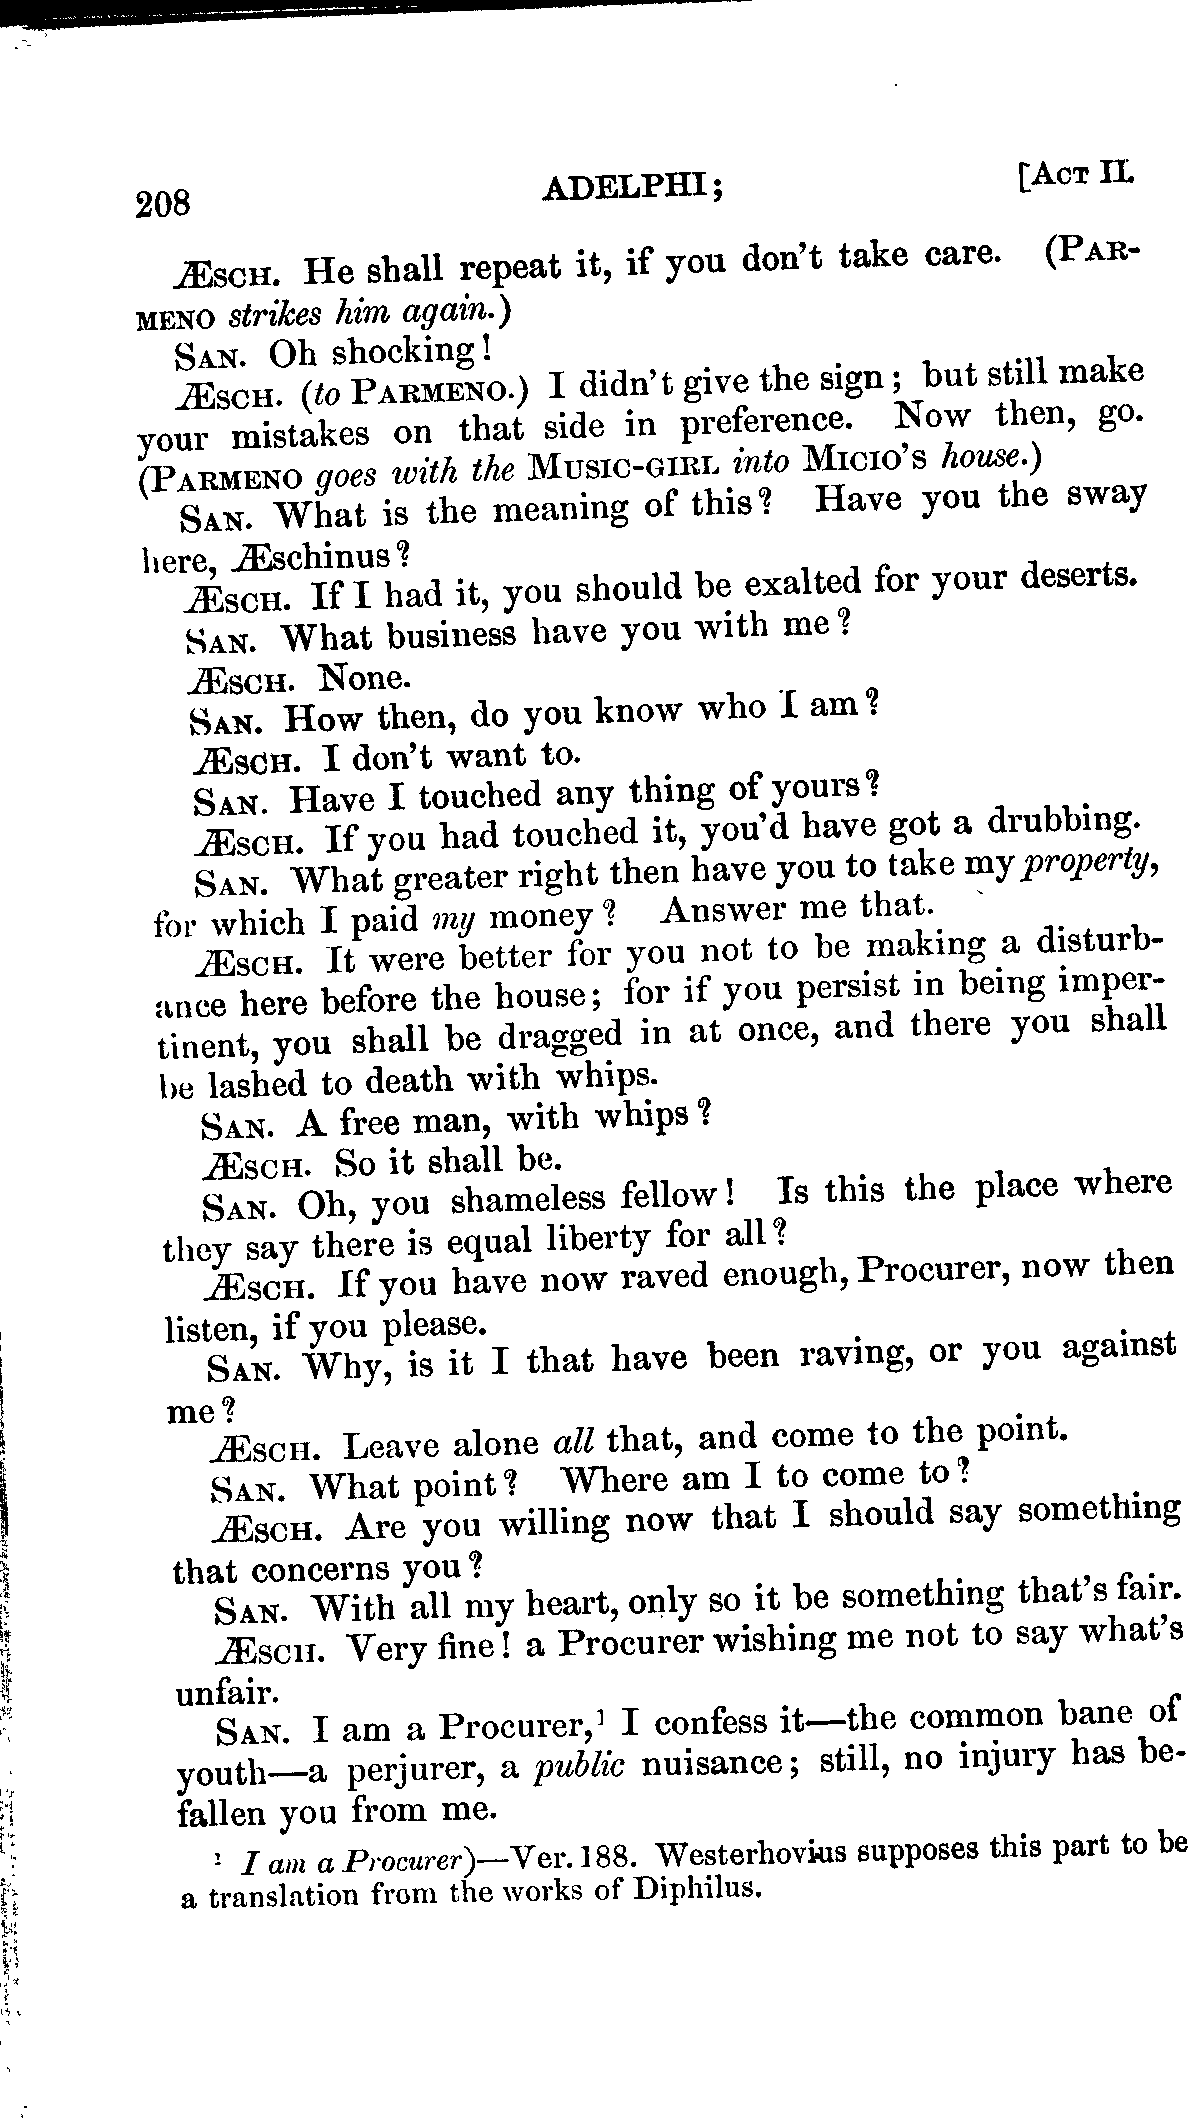 208 ADELPHI; [ACT II.
ÆSCH. He shall repeat it, if you don't take care. (PAR-
MENO strikes him again.)
SAN. Oh shocking!
ÆSCH. (to PARMENO.) I didn't give the sign; but still make
your mistakes on that side in preference. Now then, go.
(PARMENO goes with the MUSIC-GIRL into MICIO'S house.)
SAN. What is the meaning of this? Have you the sway
here, Æschinus?
ÆSCH. If I had it, you should be exalted for your deserts.
SAN. What business have you with me?
ÆSCH. None.
SAN. How then, do you know who I am?
ÆSCH. I don't want to.
SAN. Have I touched any thing of yours?
ÆSCH. If you had touched it, you'd have got a drubbing.
SAN. What greater right then have you to take my property,
for which I paid my money? Answer me that.
ÆSCH. It were better for you not to be making a disturb-
ance here before the house; for if you persist in being imper-
tinent, you shall be dragged in at once, and there you shall
be lashed to death with whips.
SAN. A free man, with whips?
ÆSCH. So it shall be.
SAN. Oh, you shameless fellow! Is this the place where
they say there is equal liberty for all?
ÆSCH. If you have now raved enough, Procurer, now then
listen, if you please.
SAN. Why, is it I that have been raving, or you against
me?
ÆSCH. Leave alone all that, and come to the point.
SAN. What point? Where am I to come to?
ÆSCH. Are you willing now that I should say something
that concerns you?
SAN. With all my heart, only so it be something that's fair.
ÆSCH. Very fine! a Procurer wishing me not to say what's
unfair.
SAN. I am a Procurer,¹ I confess it—the common bane of
youth—a perjurer, a public nuisance; still, no injury has be-
fallen you from me.
¹ I am a Procurer)—Ver. 188. Westerhovius supposes this part to be
a translation from the works of Diphilus.